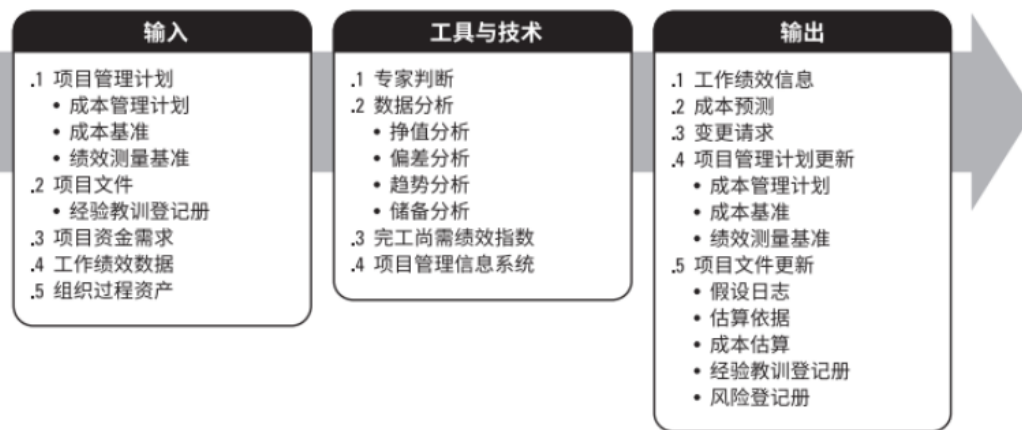 输入
.1 项目管理计划
• 成本管理计划
• 成本基准
• 绩效测量基准
.2 项目文件
• 经验教训登记册
.3 项目资金需求
.4 工作绩效数据
.5 组织过程资产
工具与技术
.1 专家判断
.2 数据分析
• 挣值分析
• 偏差分析
• 趋势分析
• 储备分析
.3 完工尚需绩效指数
.4 项目管理信息系统
输出
.1 工作绩效信息
.2 成本预测
.3 变更请求
.4 项目管理计划更新
• 成本管理计划
• 成本基准
• 绩效测量基准
.5 项目文件更新
• 假设日志
• 估算依据
• 成本估算
• 经验教训登记册
• 风险登记册